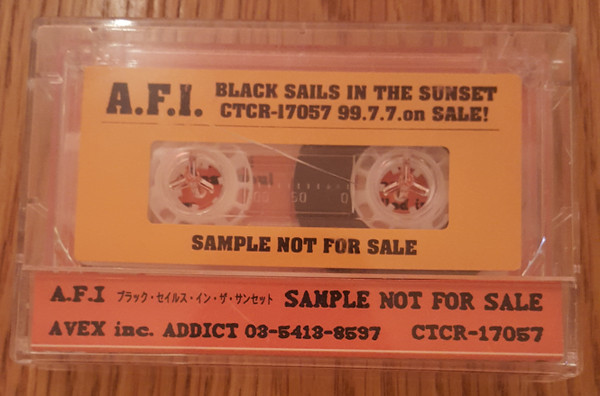 A.F.I. BLACK SAILS IN THE SUNSET
CTCR-17057 99.7.7.on SALE!
50 0
SAMPLE NOT FOR SALE
A.F.I ブラック・セイルス・イン・ザ・サンセット SAMPLE NOT FOR SALE
AVEX inc. ADDICT 03-5413-8597 CTCR-17057